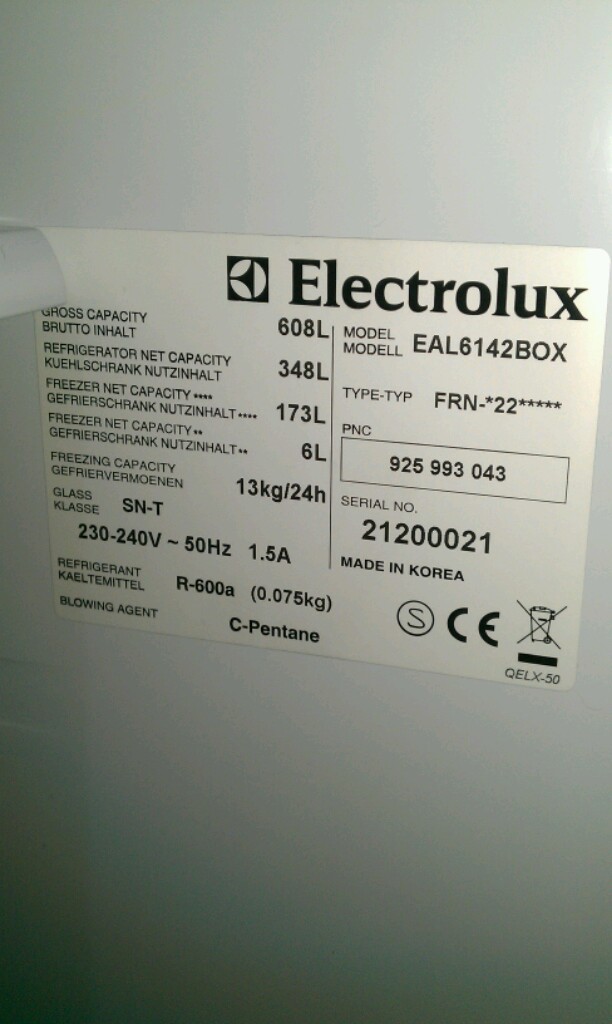 Electrolux
GROSS CAPACITY
BRUTTO INHALT 608L
REFRIGERATOR NET CAPACITY
KUEHLSCHRANK NUTZINHALT 348L
FREEZER NET CAPACITY ****
GEFRIERSCHRANK NUTZINHALT**** 173L
FREEZER NET CAPACITY **
GEFRIERSCHRANK NUTZINHALT** 6L
FREEZING CAPACITY
GEFRIERVERMOENEN 13kg/24h
GLASS
KLASSE SN-T
230-240V ~ 50Hz 1.5A
REFRIGERANT
KAELTEMITTEL R-600a (0.075kg)
BLOWING AGENT C-Pentane
MODEL
MODELL EAL6142BOX
TYPE-TYP FRN-*22*****
PNC
925 993 043
SERIAL NO.
21200021
MADE IN KOREA
S CE
QELX-50